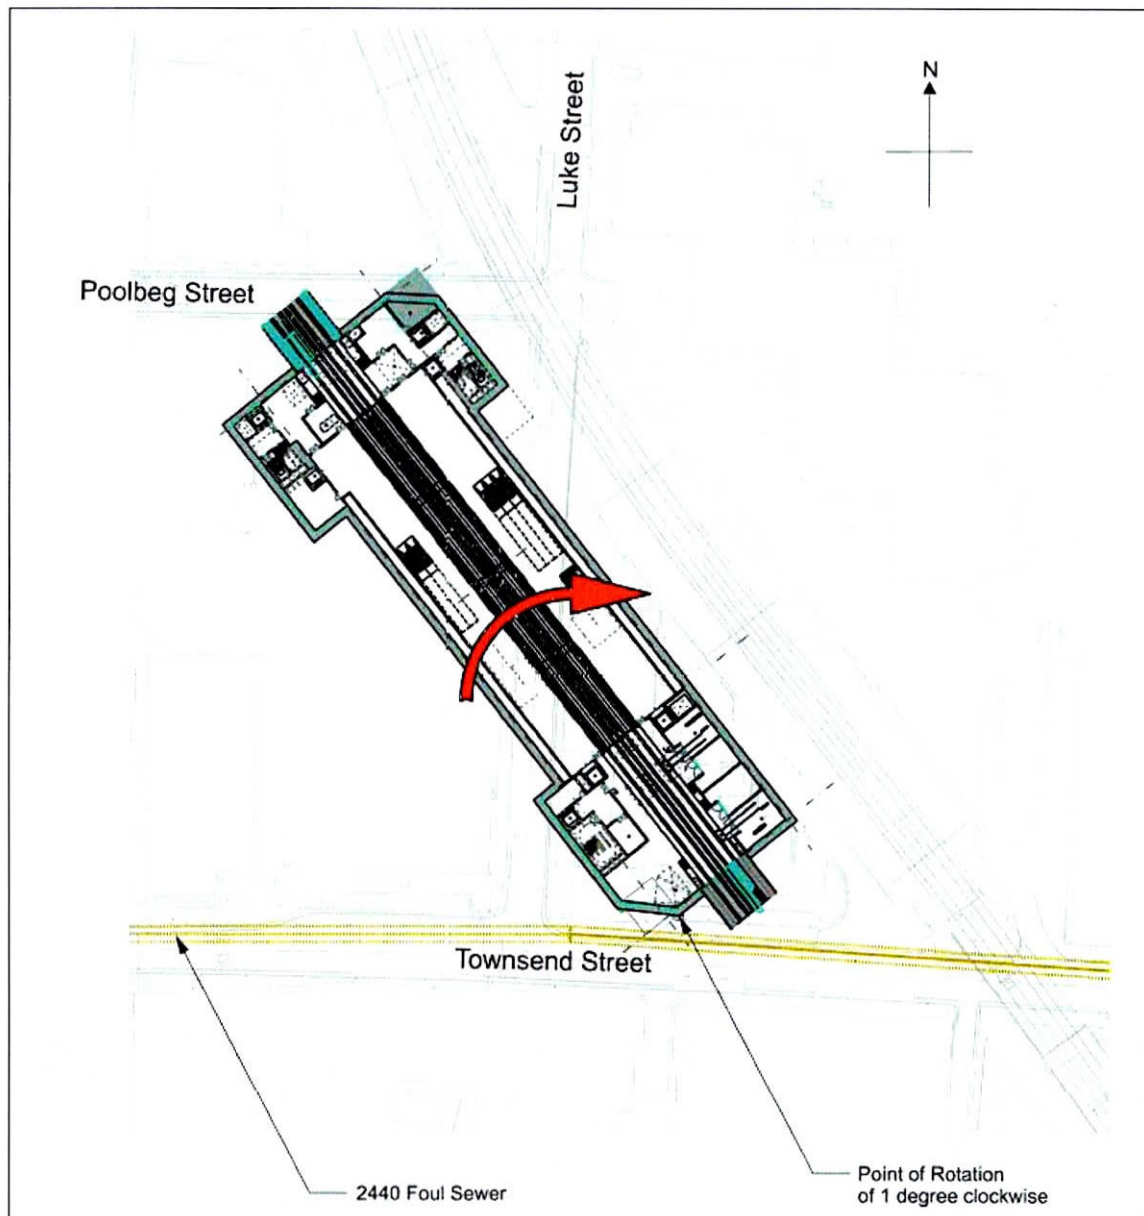 N
Luke Street
Poolbeg Street
Townsend Street
2440 Foul Sewer
Point of Rotation
of 1 degree clockwise